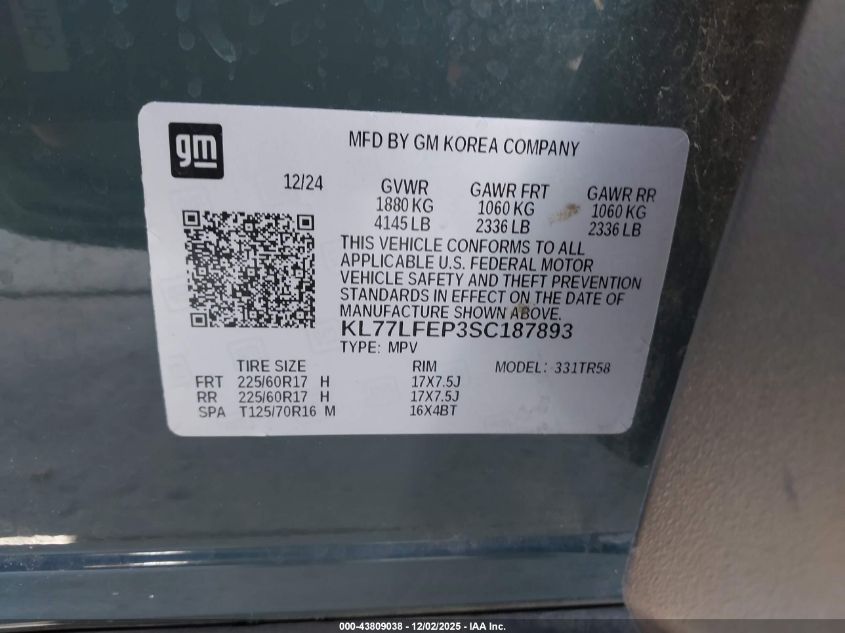 gm
MFD BY GM KOREA COMPANY
12/24 GVWR GAWR FRT GAWR RR
1880 KG 1060 KG 1060 KG
4145 LB 2336 LB 2336 LB
THIS VEHICLE CONFORMS TO ALL
APPLICABLE U.S. FEDERAL MOTOR
VEHICLE SAFETY AND THEFT PREVENTION
STANDARDS IN EFFECT ON THE DATE OF
MANUFACTURE SHOWN ABOVE.
KL77LFEP3SC187893
TYPE: MPV
TIRE SIZE RIM MODEL: 331TR58
FRT 225/60R17 H 17X7.5J
RR 225/60R17 H 17X7.5J
SPA T125/70R16 M 16X4BT
000-43809038 - 12/02/2025 - IAA Inc.